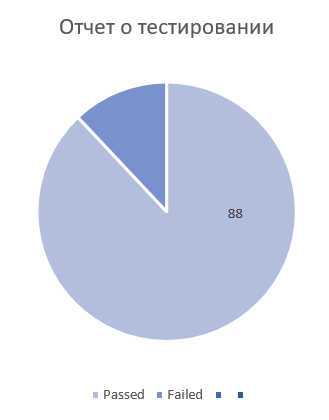 Отчет о тестировании
88
Passed Failed